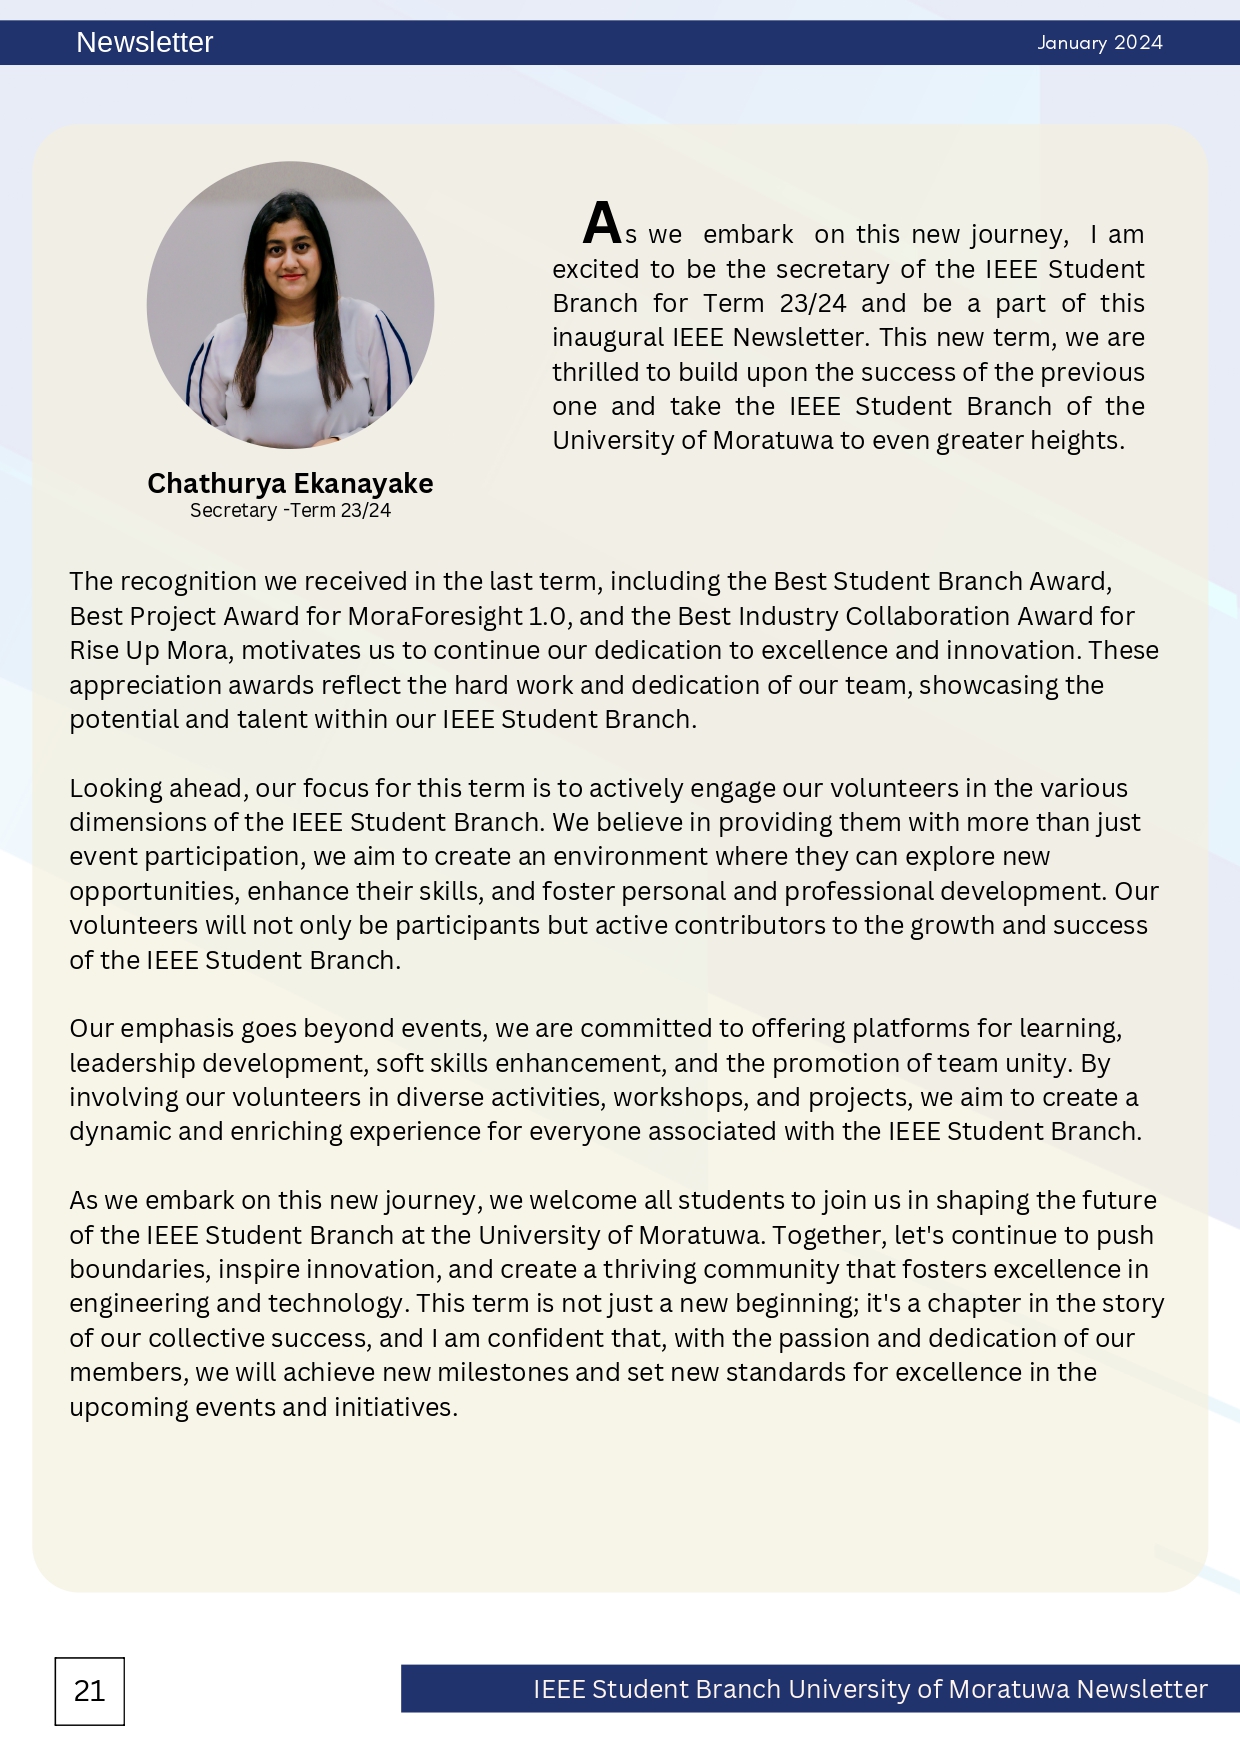 Newsletter
January 2024
As we embark on this new journey, I am
excited to be the secretary of the IEEE Student
Branch for Term 23/24 and be a part of this
inaugural IEEE Newsletter. This new term, we are
thrilled to build upon the success of the previous
one and take the IEEE Student Branch of the
University of Moratuwa to even greater heights.
Chathurya Ekanayake
Secretary -Term 23/24
The recognition we received in the last term, including the Best Student Branch Award,
Best Project Award for MoraForesight 1.0, and the Best Industry Collaboration Award for
Rise Up Mora, motivates us to continue our dedication to excellence and innovation. These
appreciation awards reflect the hard work and dedication of our team, showcasing the
potential and talent within our IEEE Student Branch.
Looking ahead, our focus for this term is to actively engage our volunteers in the various
dimensions of the IEEE Student Branch. We believe in providing them with more than just
event participation, we aim to create an environment where they can explore new
opportunities, enhance their skills, and foster personal and professional development. Our
volunteers will not only be participants but active contributors to the growth and success
of the IEEE Student Branch.
Our emphasis goes beyond events, we are committed to offering platforms for learning,
leadership development, soft skills enhancement, and the promotion of team unity. By
involving our volunteers in diverse activities, workshops, and projects, we aim to create a
dynamic and enriching experience for everyone associated with the IEEE Student Branch.
As we embark on this new journey, we welcome all students to join us in shaping the future
of the IEEE Student Branch at the University of Moratuwa. Together, let's continue to push
boundaries, inspire innovation, and create a thriving community that fosters excellence in
engineering and technology. This term is not just a new beginning; it's a chapter in the story
of our collective success, and I am confident that, with the passion and dedication of our
members, we will achieve new milestones and set new standards for excellence in the
upcoming events and initiatives.
21
IEEE Student Branch University of Moratuwa Newsletter